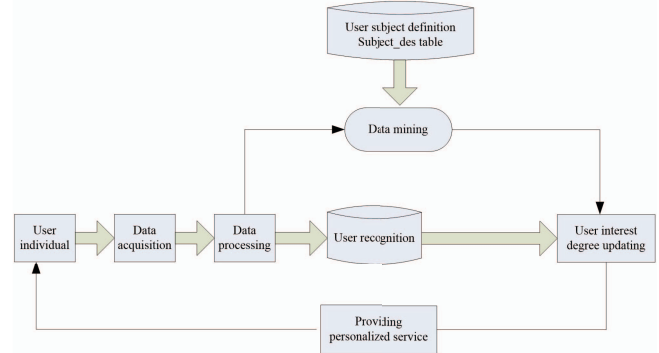 User subject definition
Subject_des table
Data mining
User
individual
Data
acquisition
Data
processing
User recognition
User interest
degree updating
Providing
personalized service